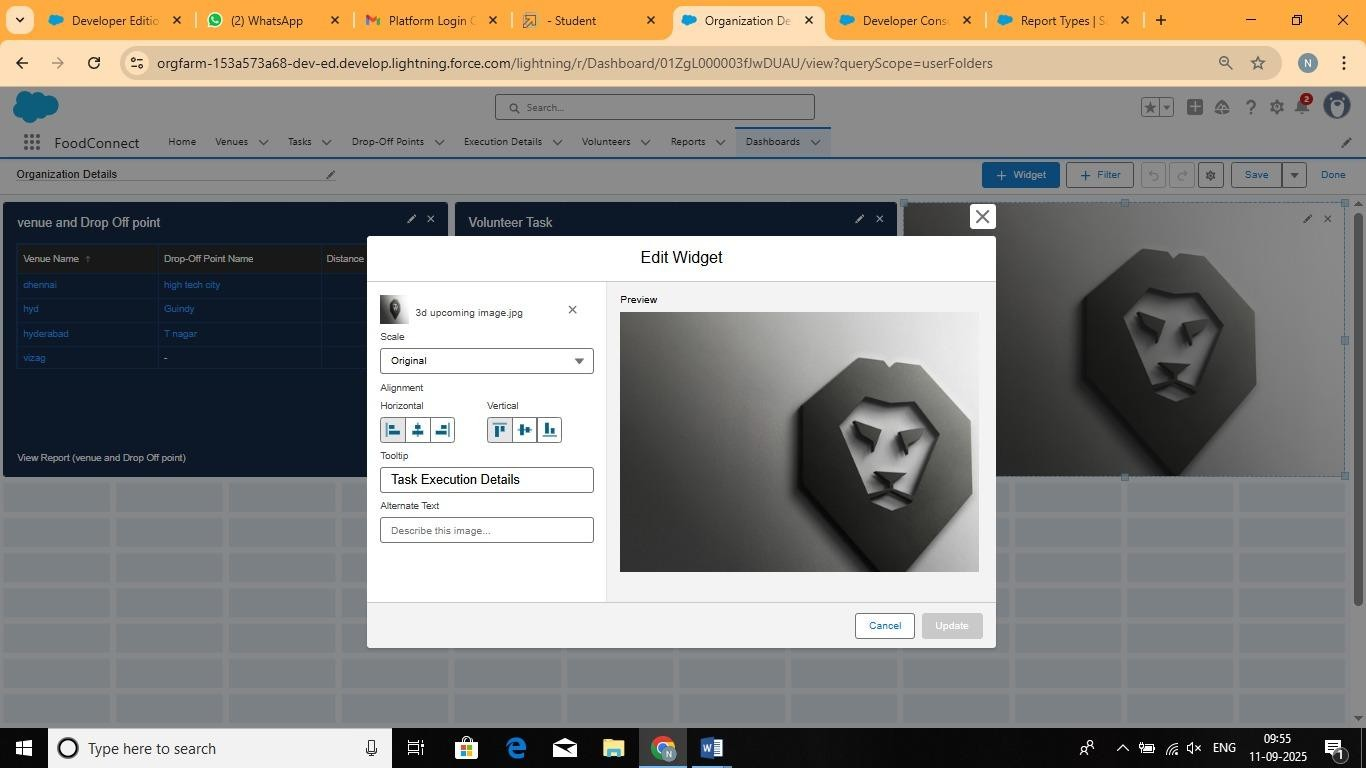 Developer Editio
(2) WhatsApp
Platform Login C
- Student
Organization De
Developer Cons
Report Types | S
orgfarm-153a573a68-dev-ed.develop.lightning.force.com/lightning/r/Dashboard/01ZgL000003fJwDUAU/view?queryScope=userFolders
N
Search...
2
FoodConnect
Home
Venues
Tasks
Drop-Off Points
Execution Details
Volunteers
Reports
Dashboards
Organization Details
+ Widget
+ Filter
Save
Done
venue and Drop Off point
Volunteer Task
Venue Name ↑
Drop-Off Point Name
Distance
chennai
high tech city
hyd
Guindy
hyderabad
T nagar
vizag
-
View Report (venue and Drop Off point)
Edit Widget
3d upcoming image.jpg
Scale
Original
Alignment
Horizontal
Vertical
Tooltip
Task Execution Details
Alternate Text
Describe this image...
Preview
Cancel
Update
Type here to search
N
W
ENG
09:55
11-09-2025
1